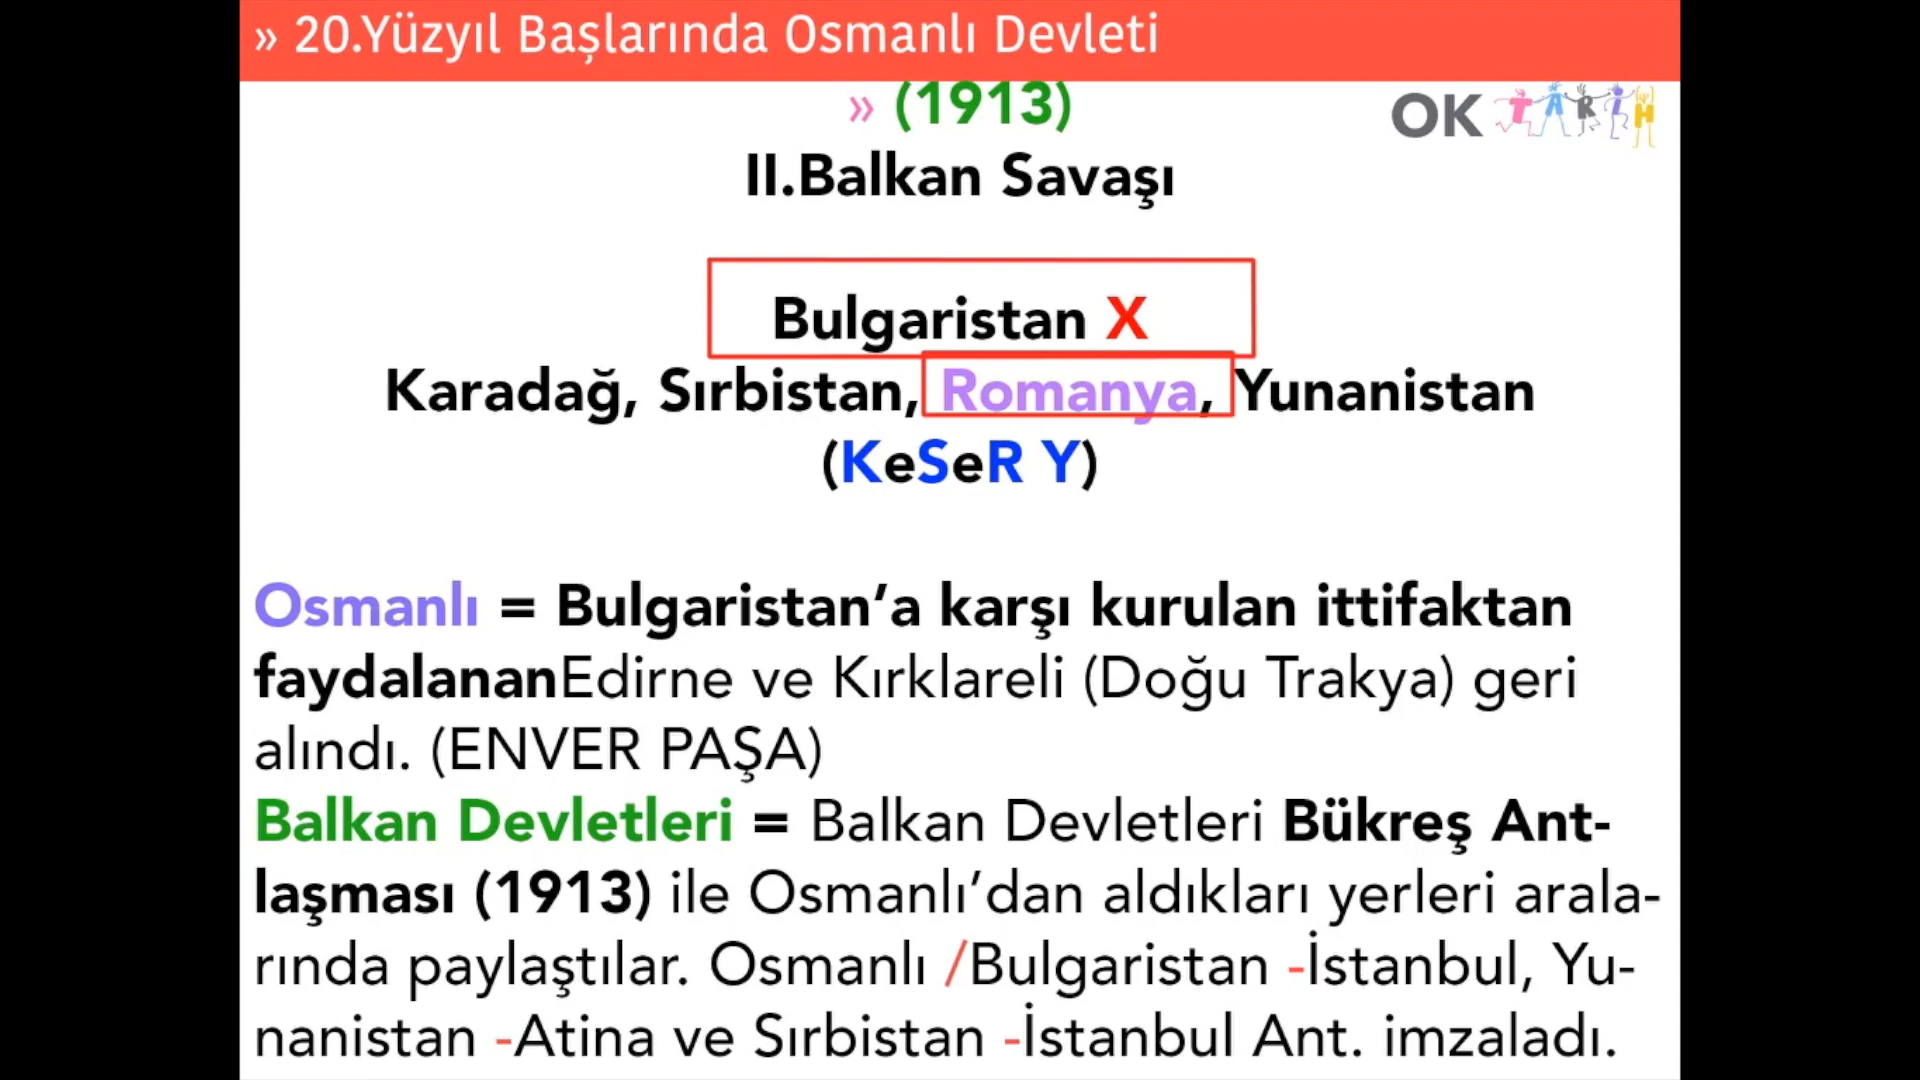 » 20.Yüzyıl Başlarında Osmanlı Devleti
» (1913)
OK TARİH
II.Balkan Savaşı
Bulgaristan X
Karadağ, Sırbistan, Romanya, Yunanistan
(KeSeR Y)
Osmanlı = Bulgaristan’a karşı kurulan ittifaktan
faydalananEdirne ve Kırklareli (Doğu Trakya) geri
alındı. (ENVER PAŞA)
Balkan Devletleri = Balkan Devletleri Bükreş Ant-
laşması (1913) ile Osmanlı’dan aldıkları yerleri arala-
rında paylaştılar. Osmanlı /Bulgaristan -İstanbul, Yu-
nanistan -Atina ve Sırbistan -İstanbul Ant. imzaladı.